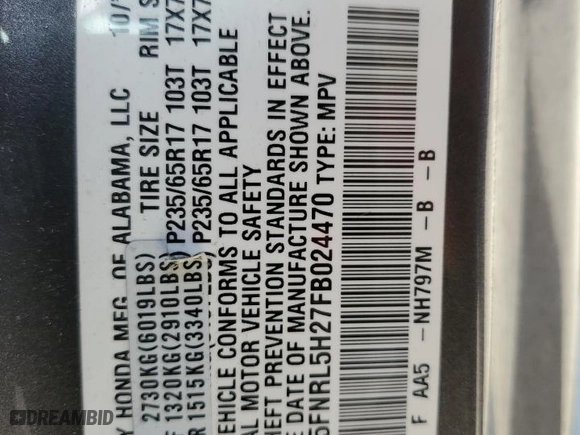 Y HONDA MFG. OF ALABAMA, LLC 10/
TIRE SIZE RIM S
2730KG(6019LBS)
F 1320KG(2910LBS) P235/65R17 103T 17X7
R 1515KG(3340LBS) P235/65R17 103T 17X7
EHICLE CONFORMS TO ALL APPLICABLE
AL MOTOR VEHICLE SAFETY
HEFT PREVENTION STANDARDS IN EFFECT
E DATE OF MANUFACTURE SHOWN ABOVE.
5FNRL5H27FB024470 TYPE: MPV
F AA5 - NH797M - B - B
DREAMBID